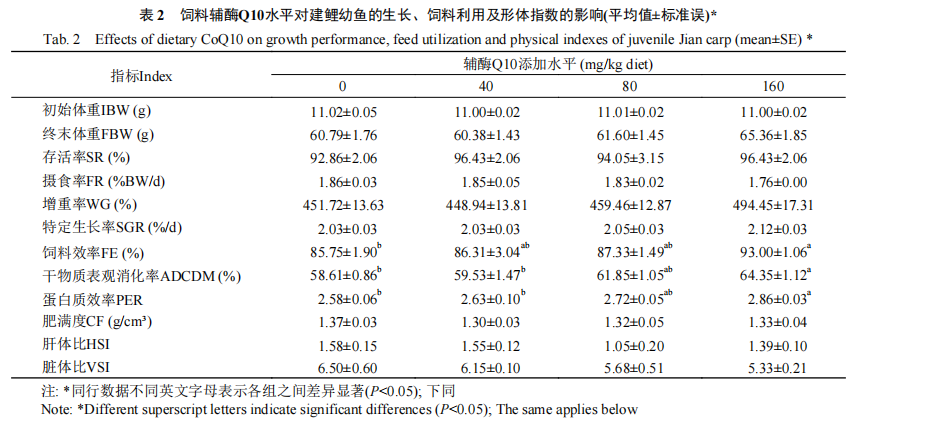 表 2 饲料辅酶Q10水平对建鲤幼鱼的生长、饲料利用及形体指数的影响(平均值±标准误)*
Tab. 2 Effects of dietary CoQ10 on growth performance, feed utilization and physical indexes of juvenile Jian carp (mean±SE) *
指标Index 辅酶Q10添加水平 (mg/kg diet)
0 40 80 160
初始体重IBW (g) 11.02±0.05 11.00±0.02 11.01±0.02 11.00±0.02
终末体重FBW (g) 60.79±1.76 60.38±1.43 61.60±1.45 65.36±1.85
存活率SR (%) 92.86±2.06 96.43±2.06 94.05±3.15 96.43±2.06
摄食率FR (%BW/d) 1.86±0.03 1.85±0.05 1.83±0.02 1.76±0.00
增重率WG (%) 451.72±13.63 448.94±13.81 459.46±12.87 494.45±17.31
特定生长率SGR (%/d) 2.03±0.03 2.03±0.03 2.05±0.03 2.12±0.03
饲料效率FE (%) 85.75±1.90b 86.31±3.04ab 87.33±1.49ab 93.00±1.06a
干物质表观消化率ADCDM (%) 58.61±0.86b 59.53±1.47b 61.85±1.05ab 64.35±1.12a
蛋白质效率PER 2.58±0.06b 2.63±0.10b 2.72±0.05ab 2.86±0.03a
肥满度CF (g/cm³) 1.37±0.03 1.30±0.03 1.32±0.05 1.33±0.04
肝体比HSI 1.58±0.15 1.55±0.12 1.05±0.20 1.39±0.10
脏体比VSI 6.50±0.60 6.15±0.10 5.68±0.51 5.33±0.21
注: *同行数据不同英文字母表示各组之间差异显著(P<0.05); 下同
Note: *Different superscript letters indicate significant differences (P<0.05); The same applies below